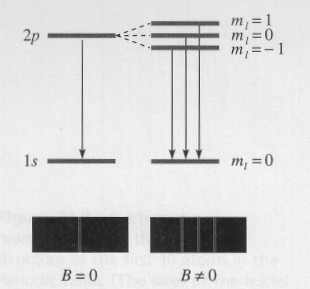 m_l = 1
2p
m_l = 0
m_l = −1
1s
m_l = 0
B = 0
B ≠ 0